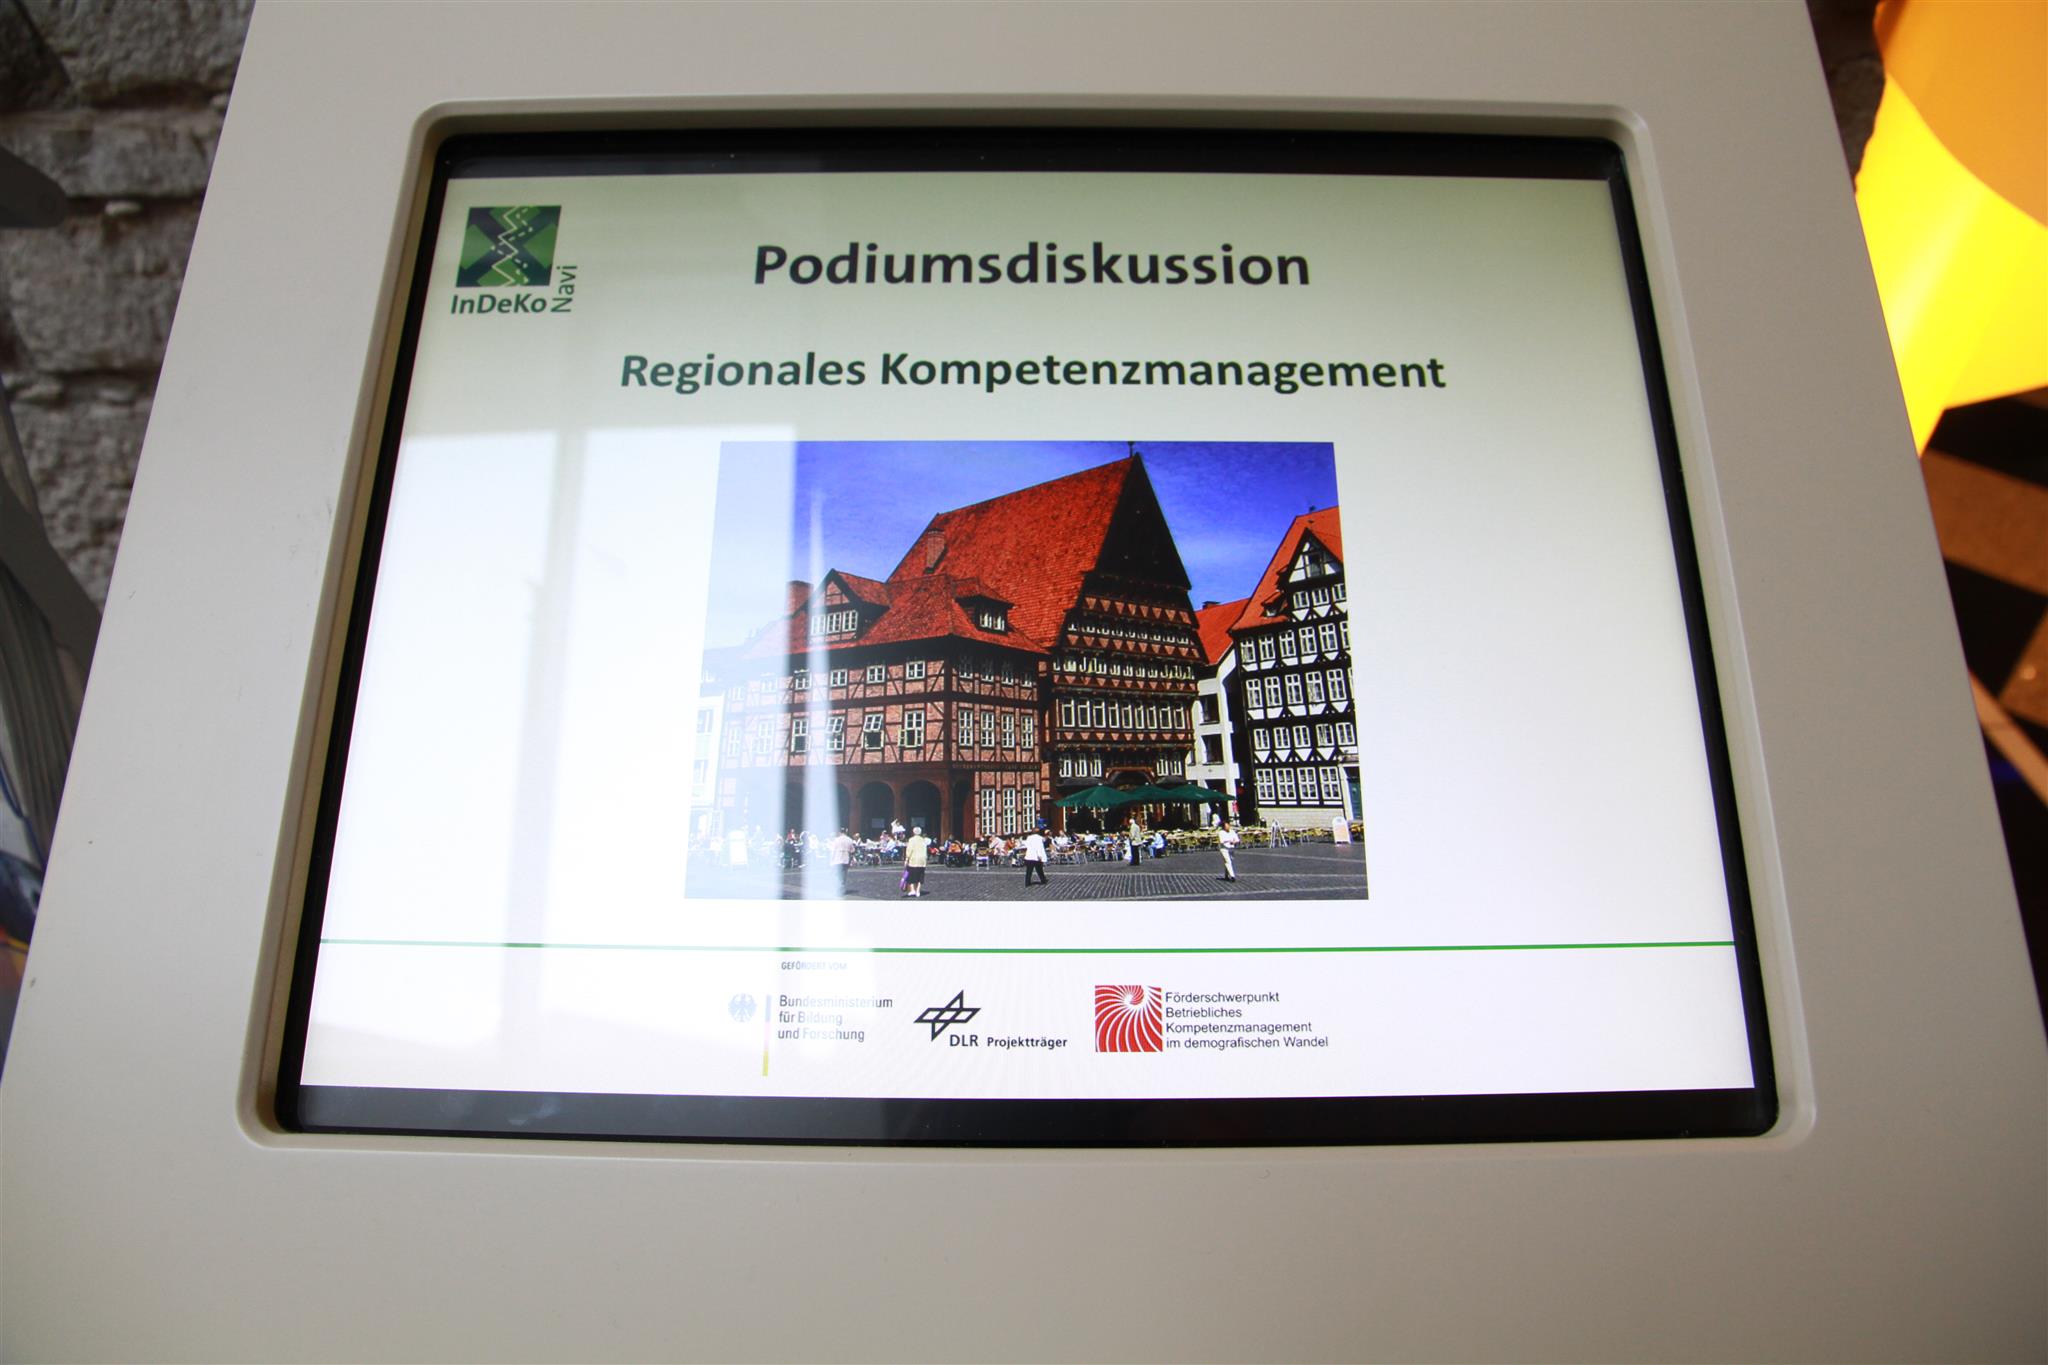 InDeKo
Navi
Podiumsdiskussion
Regionales Kompetenzmanagement
GEFÖRDERT VOM
Bundesministerium
für Bildung
und Forschung
DLR Projektträger
Förderschwerpunkt
Betriebliches
Kompetenzmanagement
im demografischen Wandel